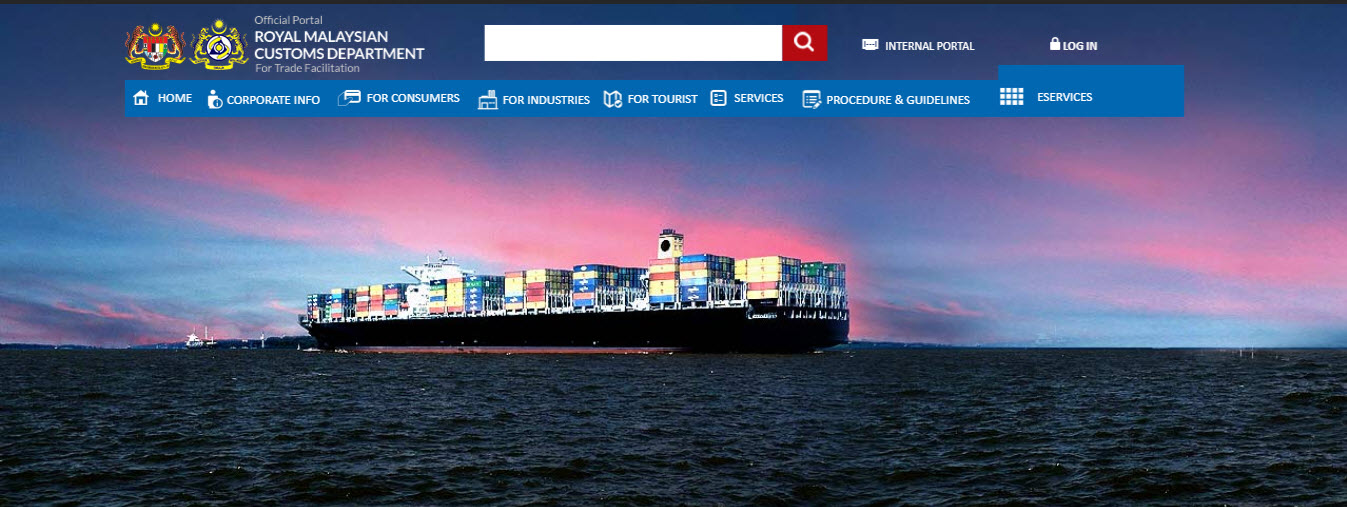 Official Portal
ROYAL MALAYSIAN
CUSTOMS DEPARTMENT
For Trade Facilitation
INTERNAL PORTAL
LOG IN
HOME
CORPORATE INFO
FOR CONSUMERS
FOR INDUSTRIES
FOR TOURIST
SERVICES
PROCEDURE & GUIDELINES
ESERVICES